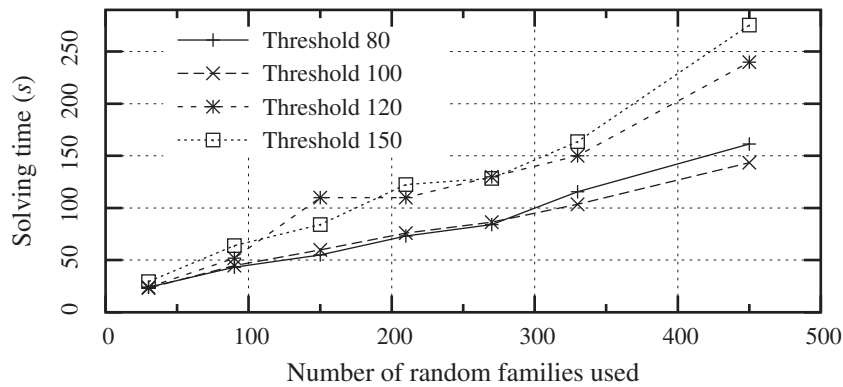 Solving time (s)
250
200
150
100
50
0
Threshold 80
Threshold 100
Threshold 120
Threshold 150
0 100 200 300 400 500
Number of random families used